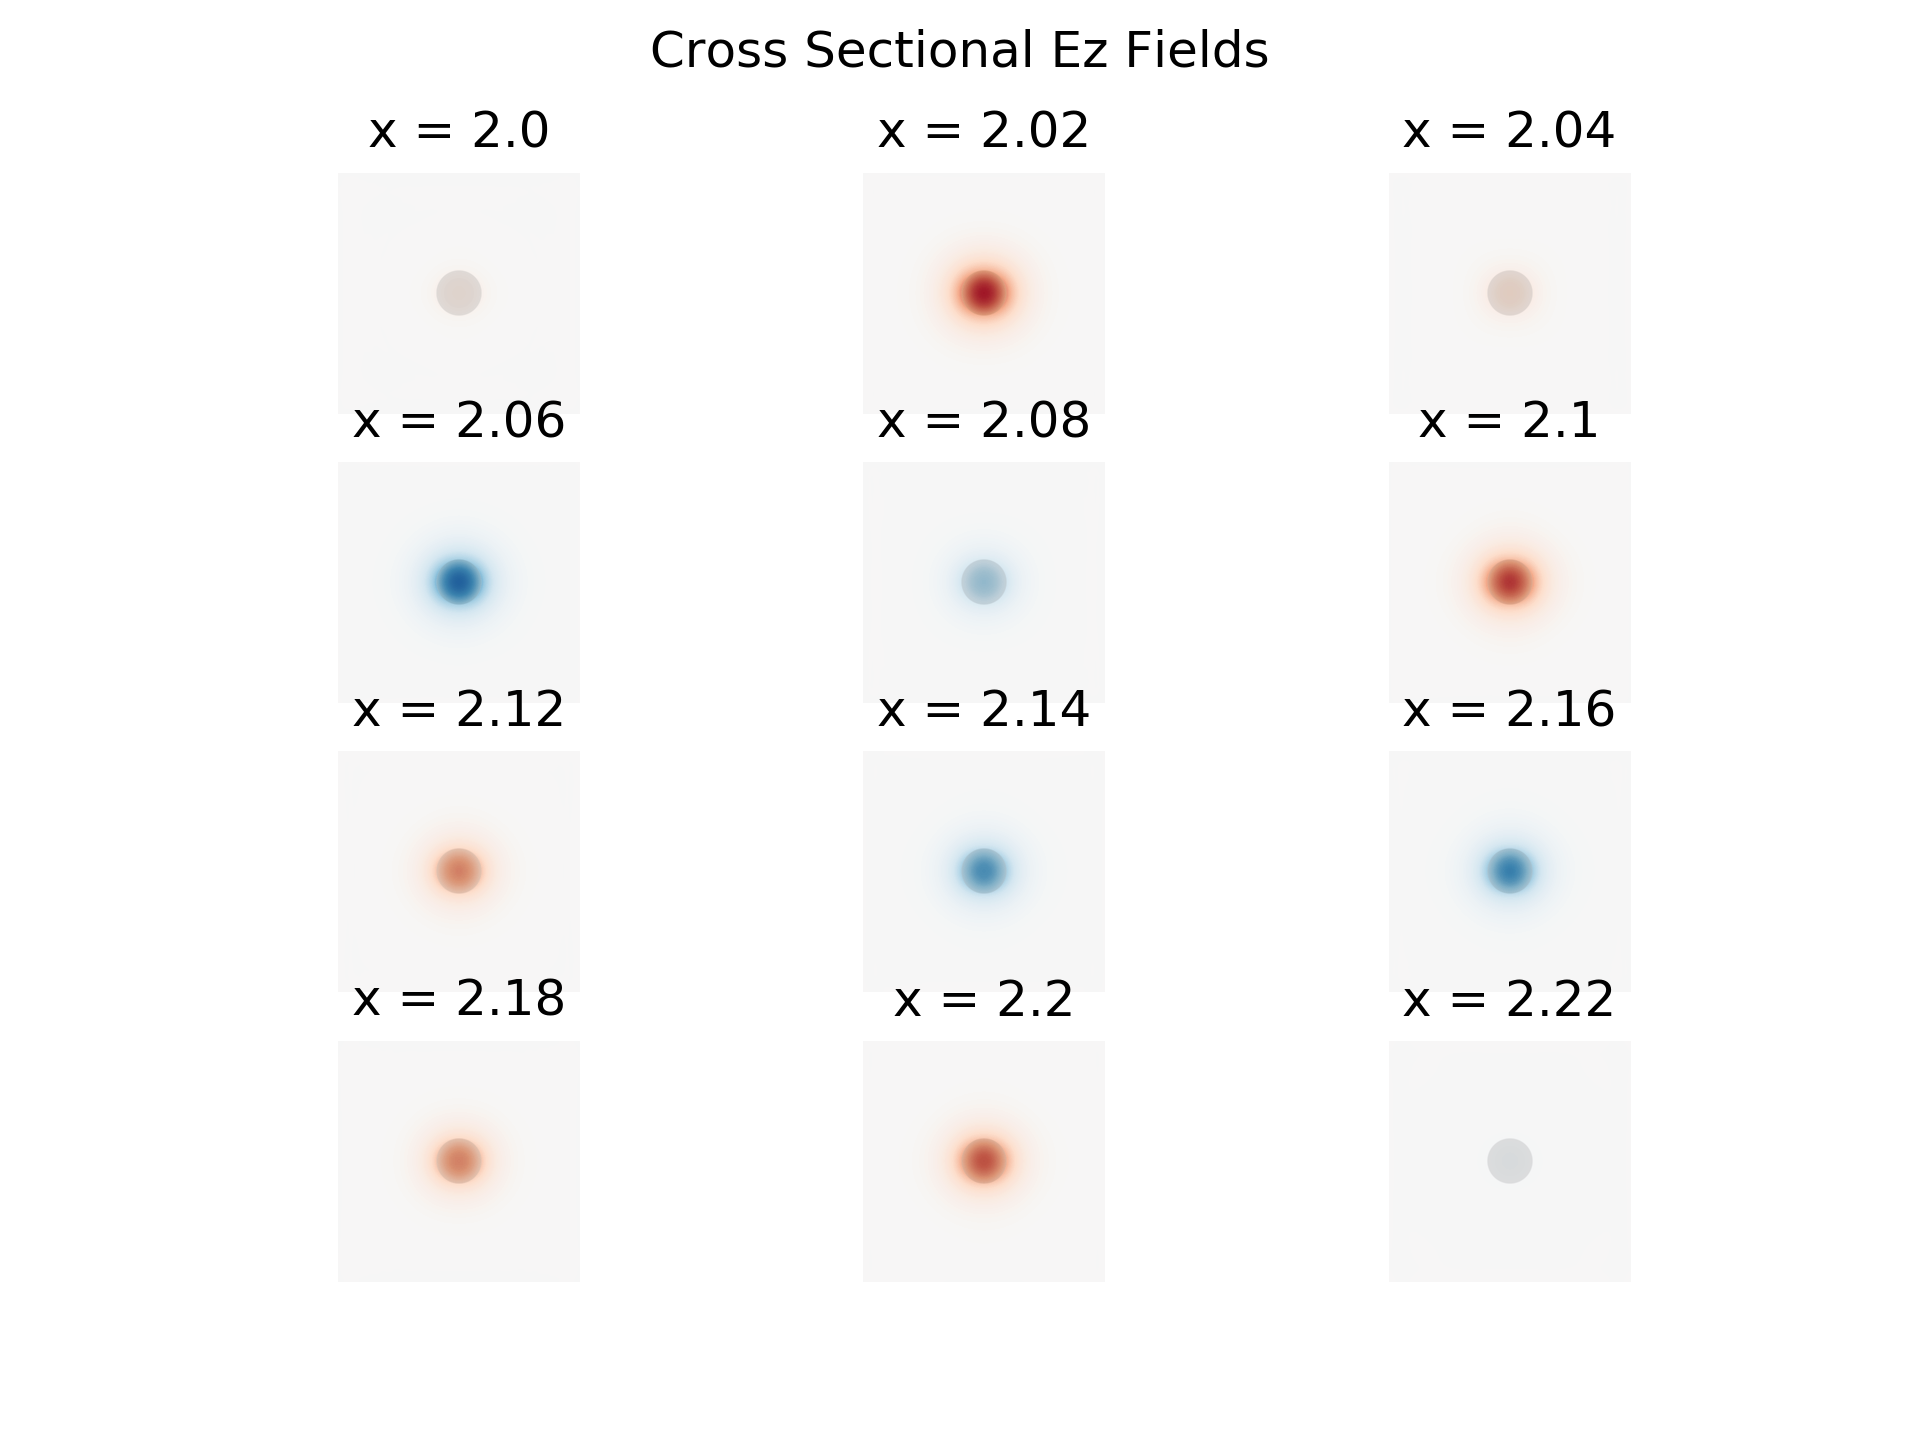 Cross Sectional Ez Fields
x = 2.0
x = 2.02
x = 2.04
x = 2.06
x = 2.08
x = 2.1
x = 2.12
x = 2.14
x = 2.16
x = 2.18
x = 2.2
x = 2.22